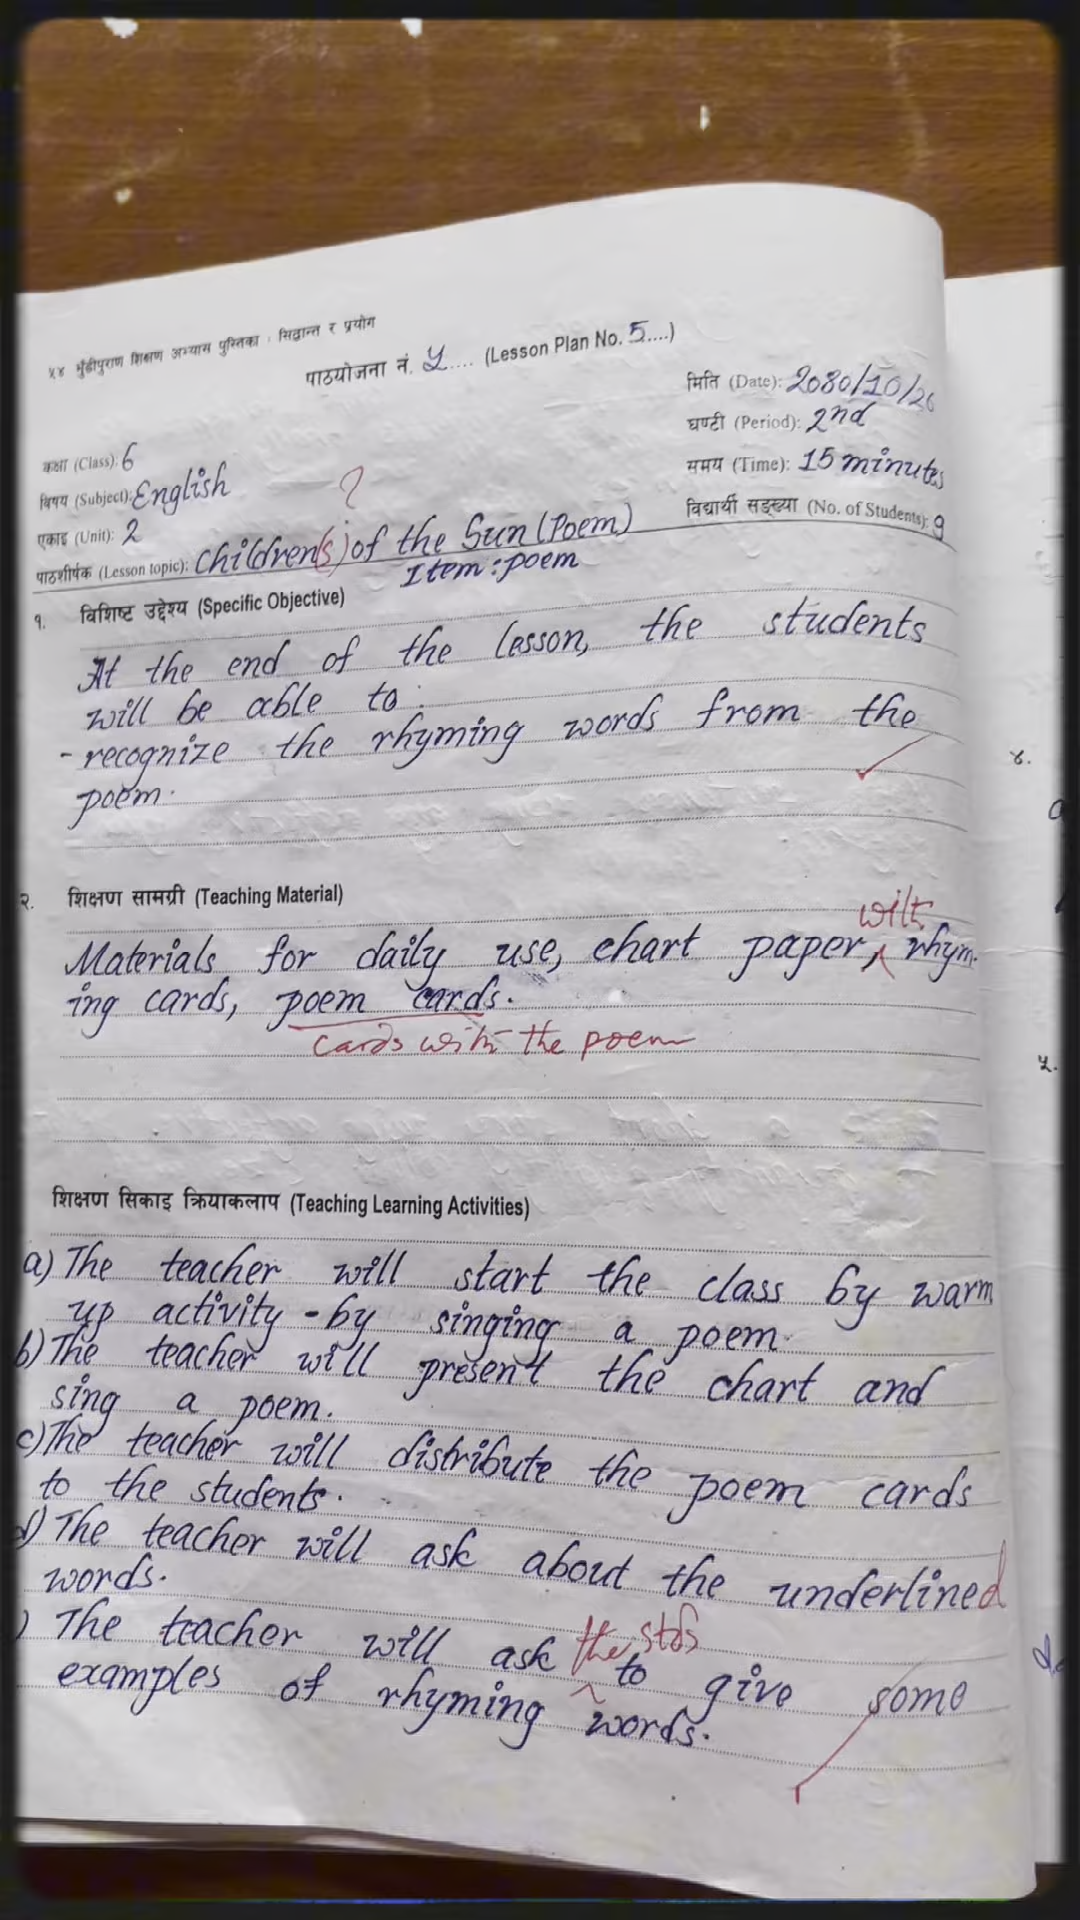 ५४ मुँढीपुराण शिक्षण अभ्यास पुस्तिका : सिद्धान्त र प्रयोग
पाठयोजना नं. ५.... (Lesson Plan No. 5....)
मिति (Date): 2080/10/26
घण्टी (Period): 2nd
कक्षा (Class): 6
समय (Time): 15 minutes
विषय (Subject): English
?
विद्यार्थी सङ्ख्या (No. of Students): 9
एकाइ (Unit): 2
पाठशीर्षक (Lesson topic): Children(s) of the Sun (Poem)
Item : poem
१. विशिष्ट उद्देश्य (Specific Objective)
At the end of the lesson, the students
will be able to :
- recognize the rhyming words from the
poem.
२. शिक्षण सामग्री (Teaching Material)
with
Materials for daily use, chart paper, rhym-
ing cards, poem cards.
cards with the poem
शिक्षण सिकाइ क्रियाकलाप (Teaching Learning Activities)
a) The teacher will start the class by warm
up activity - by singing a poem.
b) The teacher will present the chart and
sing a poem.
c) The teacher will distribute the poem cards
to the students.
d) The teacher will ask about the underlined
words.
) The teacher will ask the stds to give some
examples of rhyming words.
४.
५.